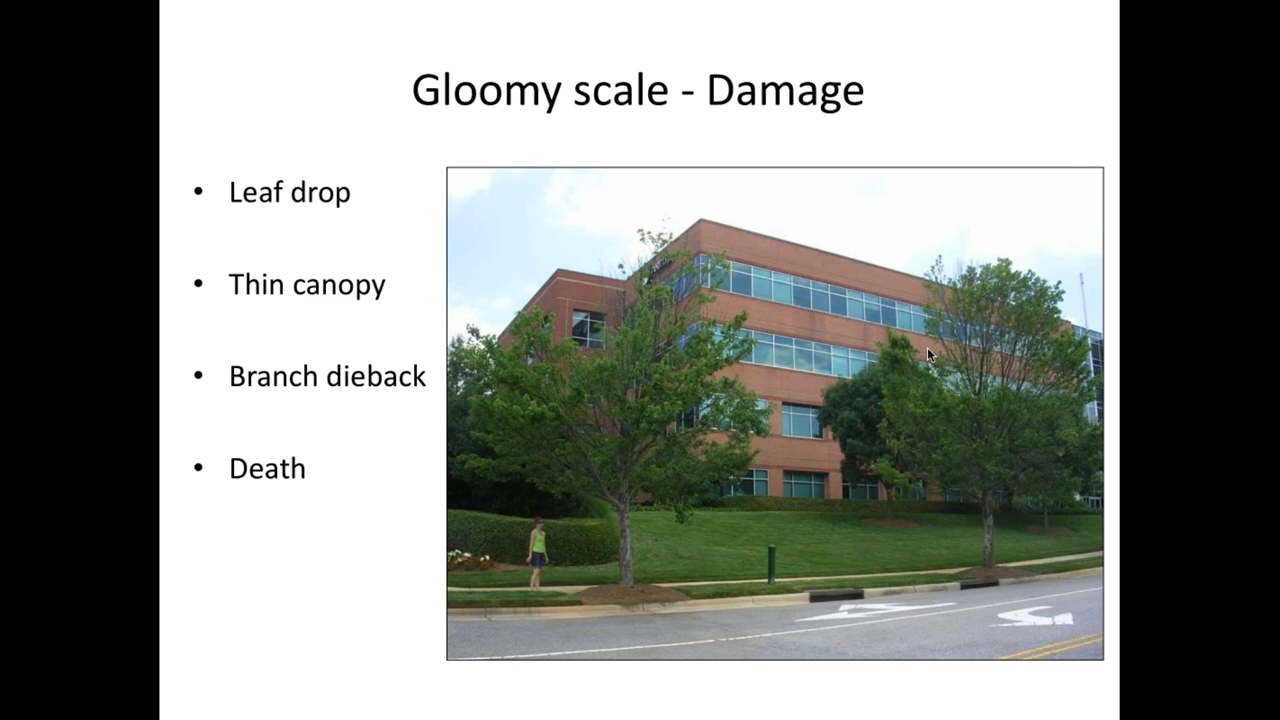 Gloomy scale - Damage
• Leaf drop
• Thin canopy
• Branch dieback
• Death